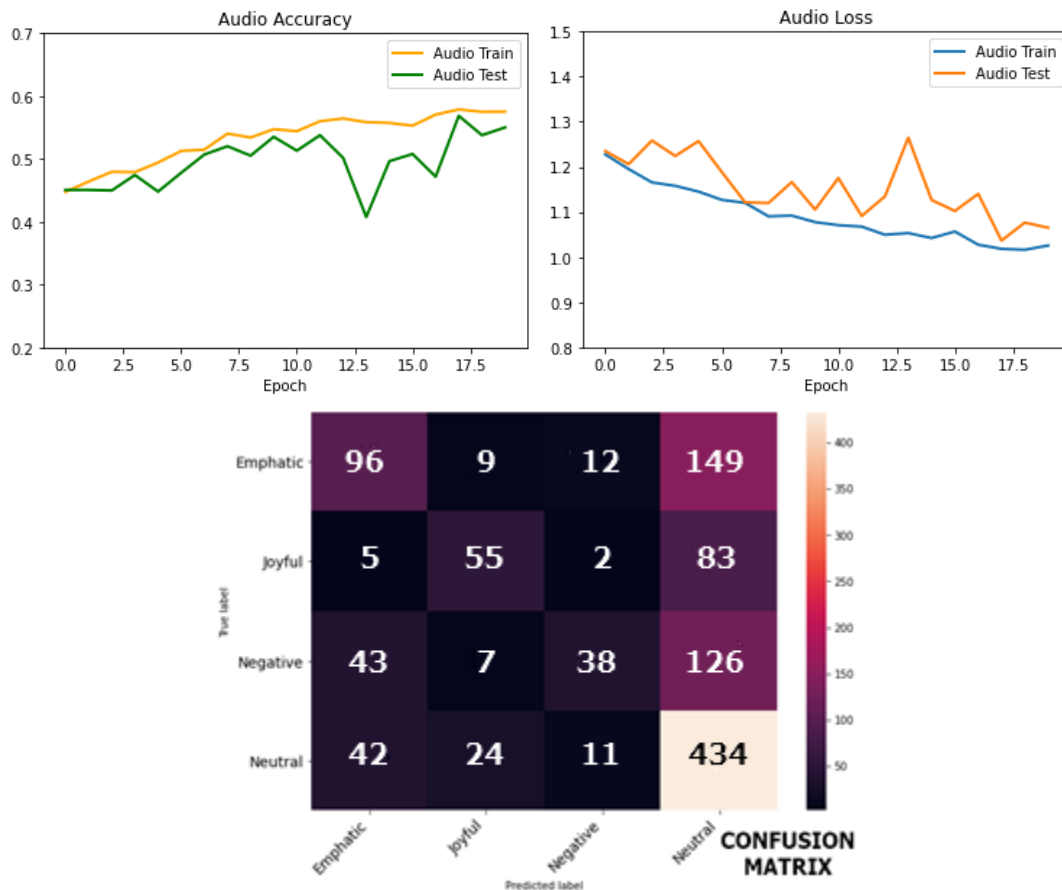 Audio Accuracy
0.7
0.6
0.5
0.4
0.3
0.2
Audio Train
Audio Test
0.0 2.5 5.0 7.5 10.0 12.5 15.0 17.5
Epoch
Audio Loss
1.5
1.4
1.3
1.2
1.1
1.0
0.9
0.8
Audio Train
Audio Test
0.0 2.5 5.0 7.5 10.0 12.5 15.0 17.5
Epoch
True label
Emphatic 96 9 12 149
Joyful 5 55 2 83
Negative 43 7 38 126
Neutral 42 24 11 434
Emphatic Joyful Negative Neutral
Predicted label
400
350
300
250
200
150
100
50
CONFUSION
MATRIX